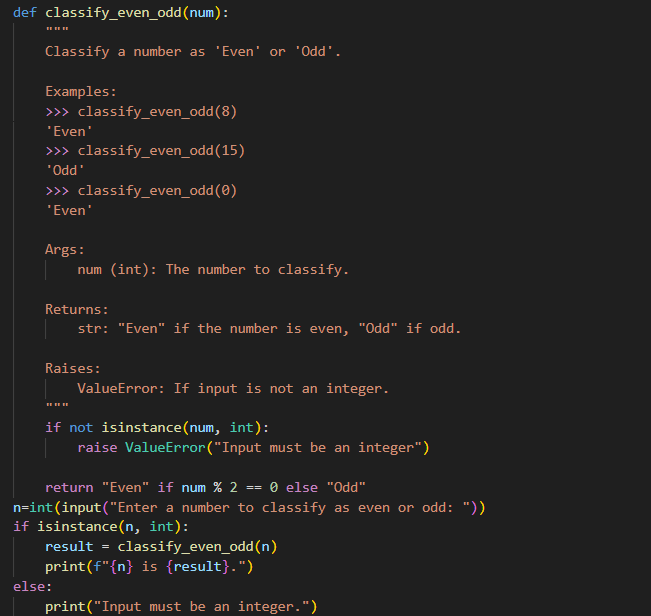 def classify_even_odd(num):
    """
    Classify a number as 'Even' or 'Odd'.

    Examples:
    >>> classify_even_odd(8)
    'Even'
    >>> classify_even_odd(15)
    'Odd'
    >>> classify_even_odd(0)
    'Even'

    Args:
        num (int): The number to classify.

    Returns:
        str: "Even" if the number is even, "Odd" if odd.

    Raises:
        ValueError: If input is not an integer.
    """
    if not isinstance(num, int):
        raise ValueError("Input must be an integer")

    return "Even" if num % 2 == 0 else "Odd"
n=int(input("Enter a number to classify as even or odd: "))
if isinstance(n, int):
    result = classify_even_odd(n)
    print(f"{n} is {result}.")
else:
    print("Input must be an integer.")